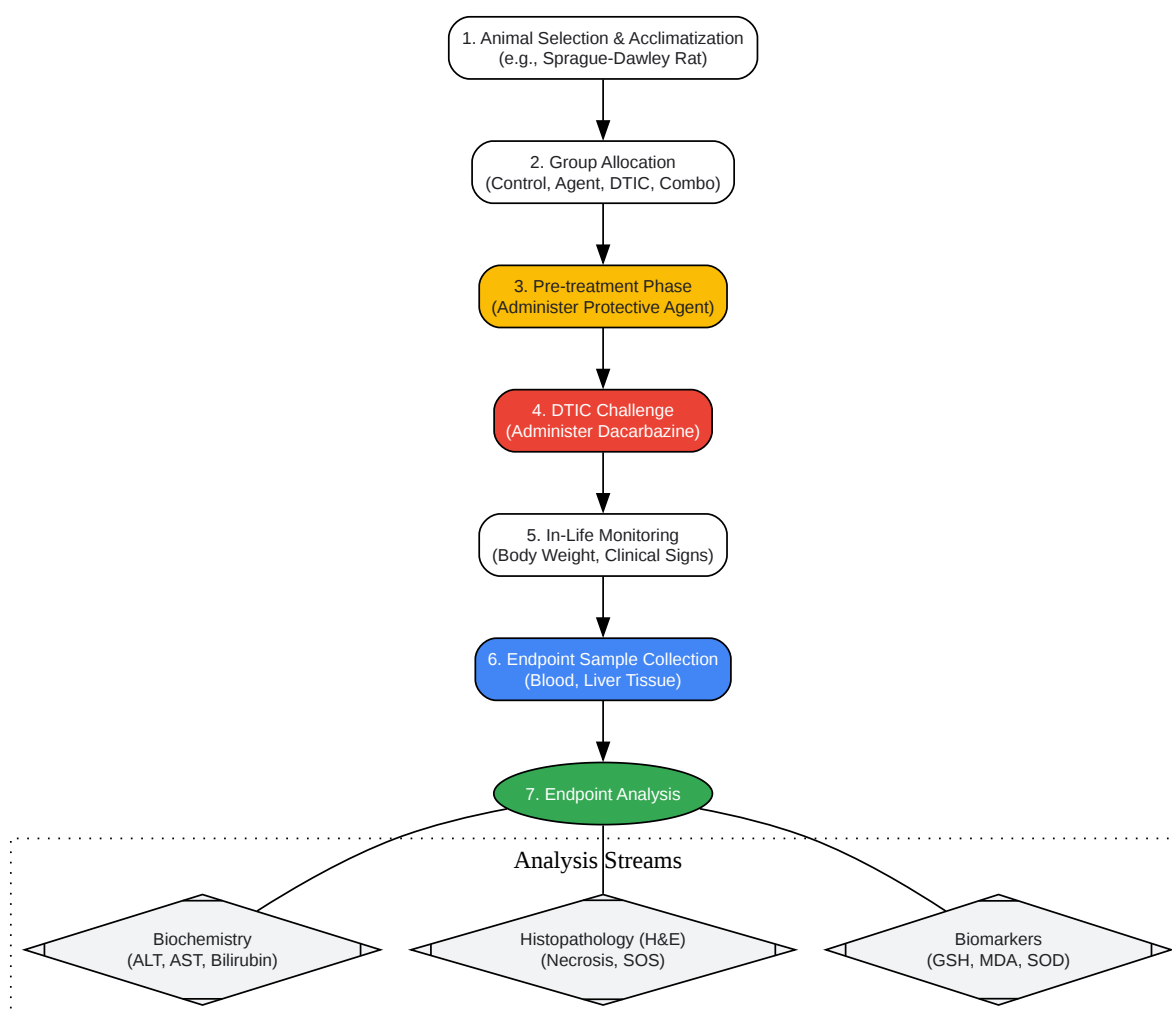 1. Animal Selection & Acclimatization
(e.g., Sprague-Dawley Rat)
2. Group Allocation
(Control, Agent, DTIC, Combo)
3. Pre-treatment Phase
(Administer Protective Agent)
4. DTIC Challenge
(Administer Dacarbazine)
5. In-Life Monitoring
(Body Weight, Clinical Signs)
6. Endpoint Sample Collection
(Blood, Liver Tissue)
7. Endpoint Analysis
Analysis Streams
Biochemistry
(ALT, AST, Bilirubin)
Histopathology (H&E)
(Necrosis, SOS)
Biomarkers
(GSH, MDA, SOD)